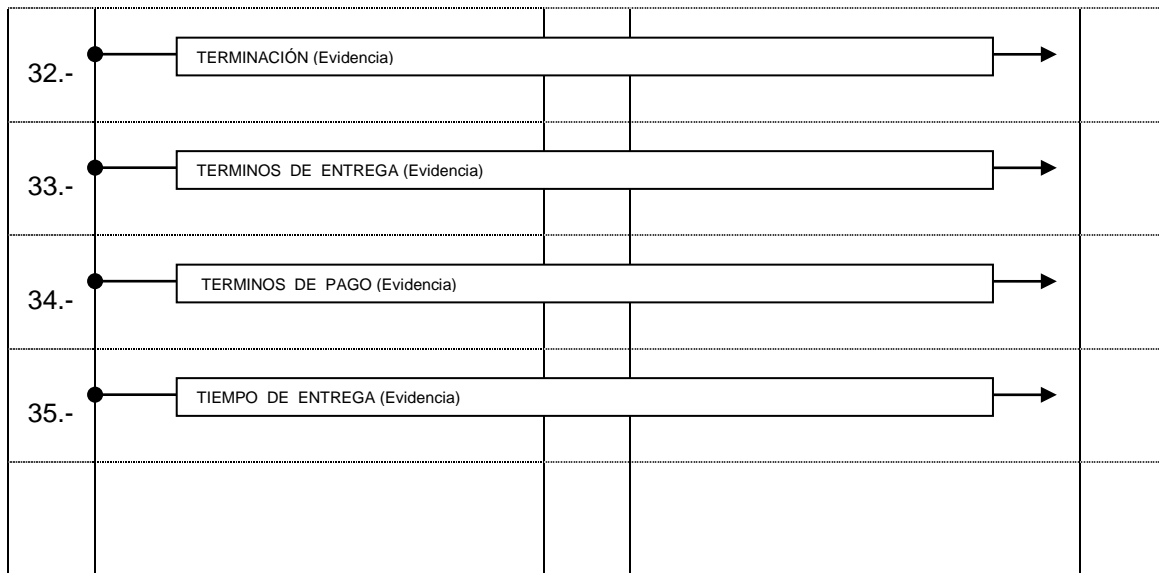 32.- TERMINACIÓN (Evidencia)
33.- TERMINOS DE ENTREGA (Evidencia)
34.- TERMINOS DE PAGO (Evidencia)
35.- TIEMPO DE ENTREGA (Evidencia)